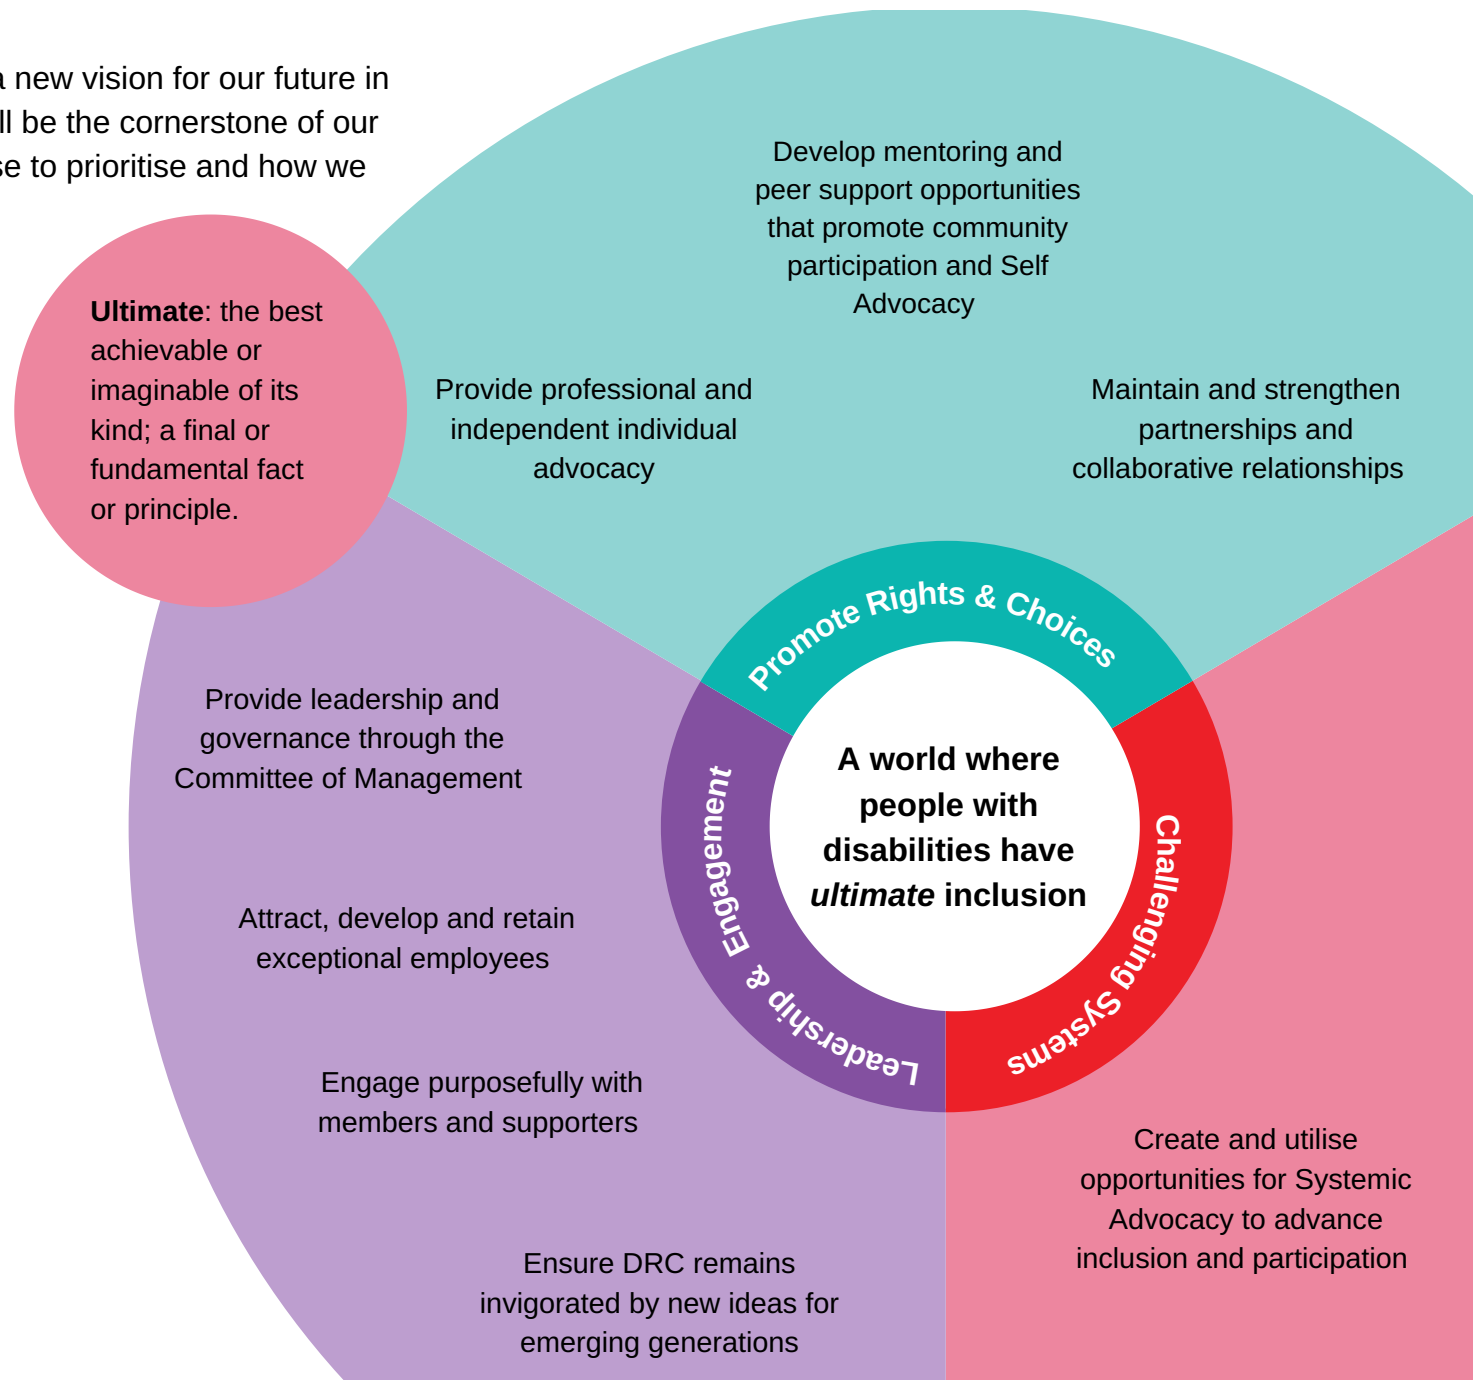 a new vision for our future in
be the cornerstone of our
to prioritise and how we
Ultimate: the best
achievable or
imaginable of its
kind; a final or
fundamental fact
or principle.
Develop mentoring and
peer support opportunities
that promote community
participation and Self
Advocacy
Provide professional and
independent individual
advocacy
Maintain and strengthen
partnerships and
collaborative relationships
Promote Rights & Choices
Challenging Systems
Leadership & Engagement
A world where
people with
disabilities have
ultimate inclusion
Provide leadership and
governance through the
Committee of Management
Attract, develop and retain
exceptional employees
Engage purposefully with
members and supporters
Ensure DRC remains
invigorated by new ideas for
emerging generations
Create and utilise
opportunities for Systemic
Advocacy to advance
inclusion and participation